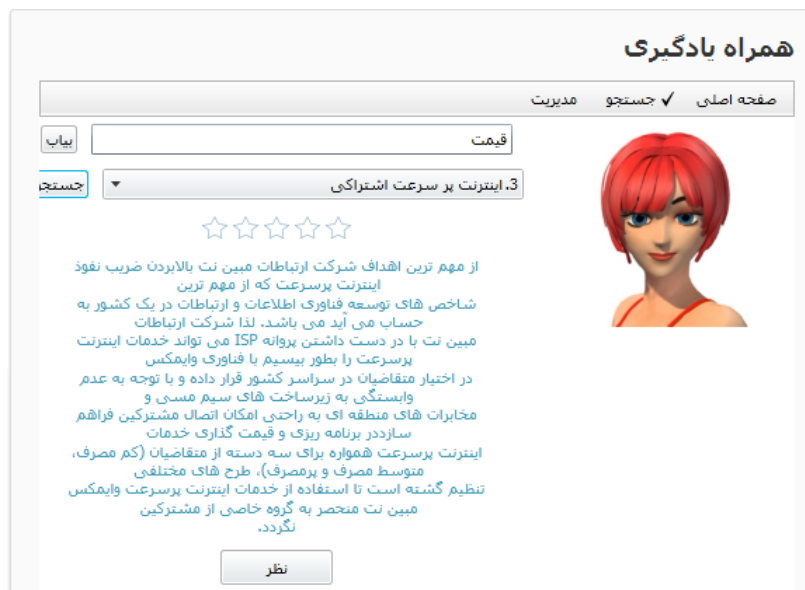 همراه یادگیری
صفحه اصلی ✓ جستجو مدیریت
قیمت بیاب
3. اینترنت پر سرعت اشتراکی جستجو
از مهم ترین اهداف شرکت ارتباطات مبین نت بالابردن ضریب نفوذ
اینترنت پرسرعت که از مهم ترین
شاخص های توسعه فناوری اطلاعات و ارتباطات در یک کشور به
حساب می آید می باشد. لذا شرکت ارتباطات
مبین نت با در دست داشتن پروانه ISP می تواند خدمات اینترنت
پرسرعت را بطور بیسیم با فناوری وایمکس
در اختیار متقاضیان در سراسر کشور قرار داده و با توجه به عدم
وابستگی به زیرساخت های سیم مسی و
مخابرات های منطقه ای به راحتی امکان اتصال مشترکین فراهم
سازددر برنامه ریزی و قیمت گذاری خدمات
اینترنت پرسرعت همواره برای سه دسته از متقاضیان (کم مصرف،
متوسط مصرف و پرمصرف)، طرح های مختلفی
تنظیم گشته است تا استفاده از خدمات اینترنت پرسرعت وایمکس
مبین نت منحصر به گروه خاصی از مشترکین
نگردد.
نظر